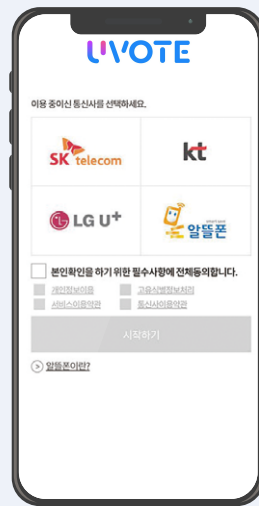 UVOTE
이용 중이신 통신사를 선택하세요.
SK telecom
kt
LG U+
알뜰폰
본인확인을 하기 위한 필수사항에 전체동의합니다.
개인정보이용
고유식별정보처리
서비스이용약관
통신사이용약관
시작하기
알뜰폰이란?